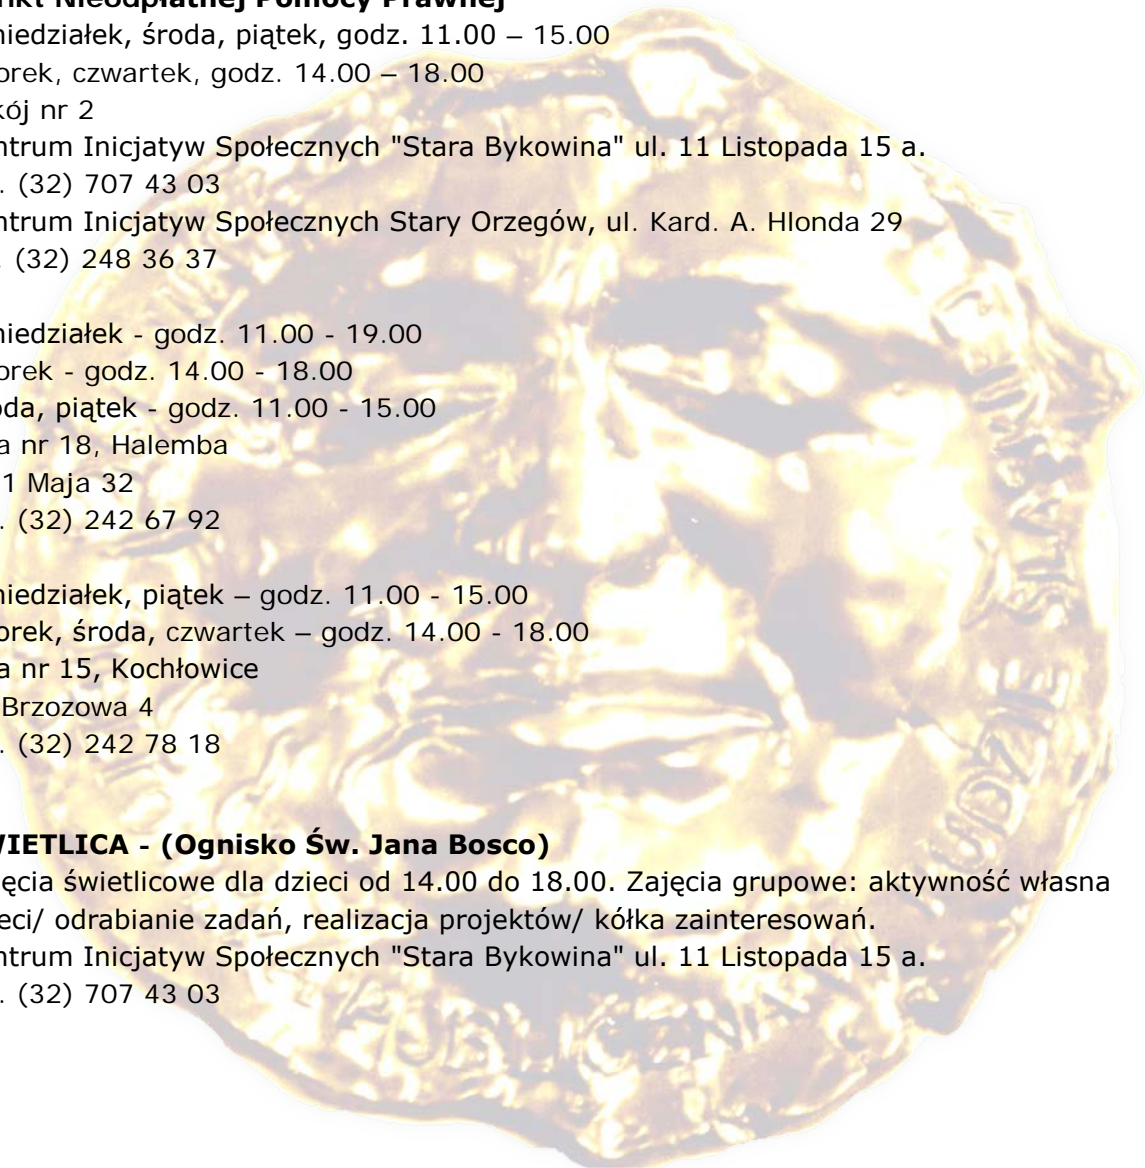 nkt Nieodpłatnej Pomocy Prawnej
niedziałek, środa, piątek, godz. 11.00 – 15.00
orek, czwartek, godz. 14.00 – 18.00
kój nr 2
ntrum Inicjatyw Społecznych "Stara Bykowina" ul. 11 Listopada 15 a.
. (32) 707 43 03
ntrum Inicjatyw Społecznych Stary Orzegów, ul. Kard. A. Hlonda 29
. (32) 248 36 37
niedziałek - godz. 11.00 - 19.00
orek - godz. 14.00 - 18.00
oda, piątek - godz. 11.00 - 15.00
a nr 18, Halemba
1 Maja 32
. (32) 242 67 92
niedziałek, piątek – godz. 11.00 - 15.00
orek, środa, czwartek – godz. 14.00 - 18.00
a nr 15, Kochłowice
Brzozowa 4
. (32) 242 78 18
WIETLICA - (Ognisko Św. Jana Bosco)
ęcia świetlicowe dla dzieci od 14.00 do 18.00. Zajęcia grupowe: aktywność własna
eci/ odrabianie zadań, realizacja projektów/ kółka zainteresowań.
ntrum Inicjatyw Społecznych "Stara Bykowina" ul. 11 Listopada 15 a.
. (32) 707 43 03